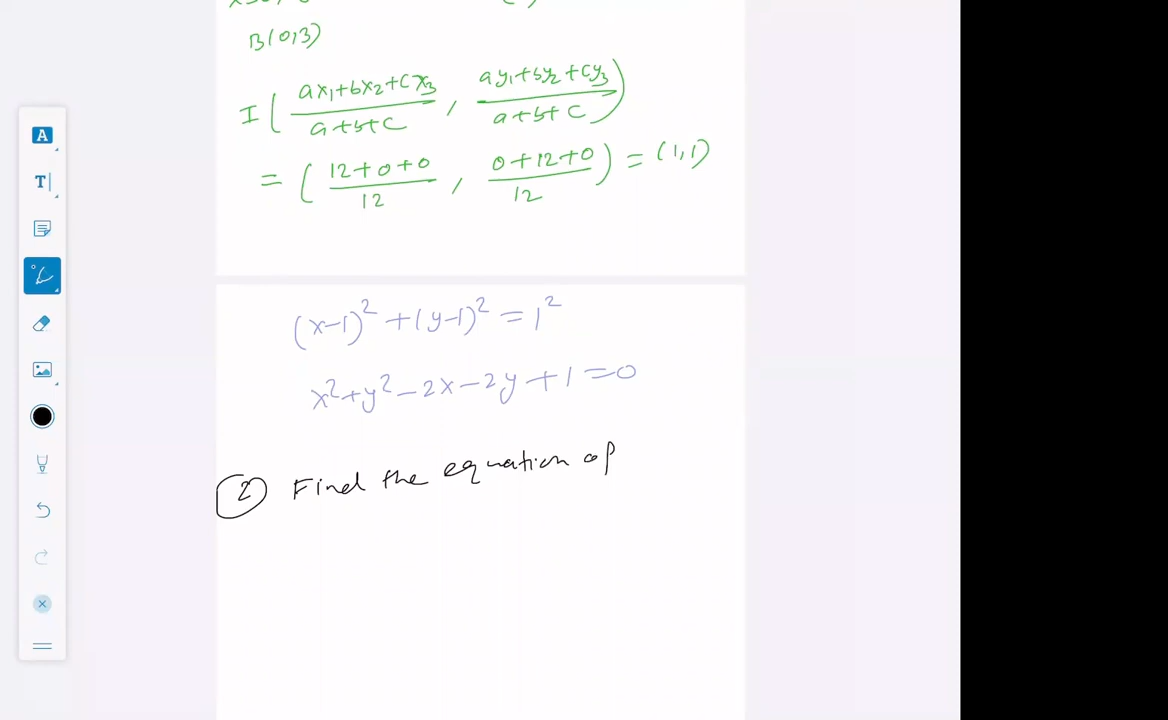 B(0,3)
I ( ax₁+bx₂+cx₃ / a+b+c , ay₁+by₂+cy₃ / a+b+c )
= ( 12+0+0 / 12 , 0+12+0 / 12 ) = (1,1)
(x-1)² + (y-1)² = 1²
x²+y²-2x-2y+1=0
② Find the equation of
A
T